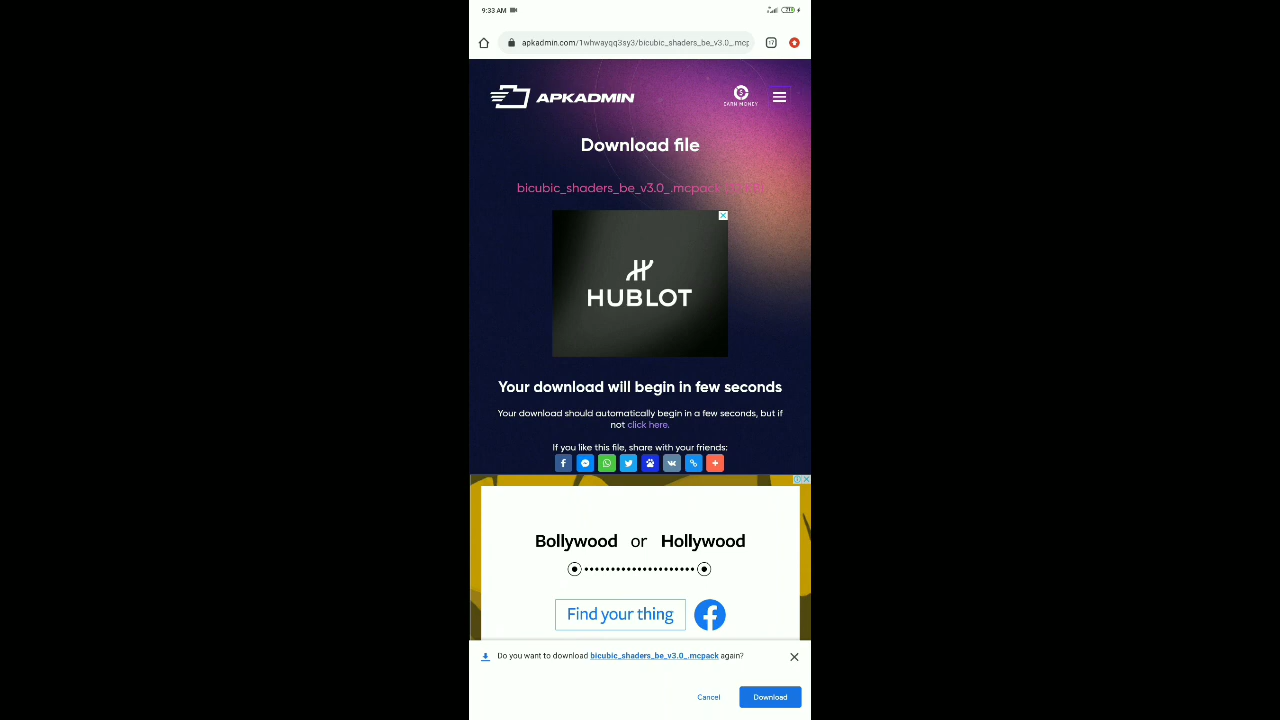 9:33 AM
apkadmin.com/1whwayqq3sy3/bicubic_shaders_be_v3.0_.mcp
17
APKADMIN
EARN MONEY
Download file
bicubic_shaders_be_v3.0_.mcpack
HUBLOT
Your download will begin in few seconds
Your download should automatically begin in a few seconds, but if
not click here.
If you like this file, share with your friends:
Bollywood or Hollywood
Find your thing
Do you want to download bicubic_shaders_be_v3.0_.mcpack again?
Cancel
Download